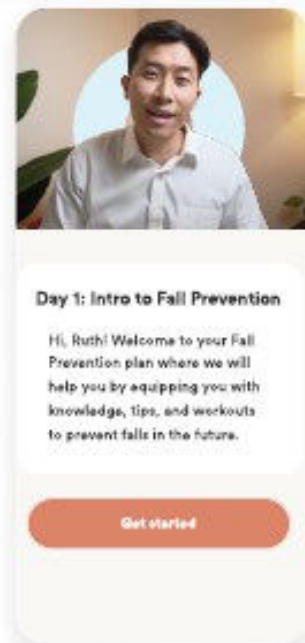 Day 1: Intro to Fall Prevention
Hi, Ruth! Welcome to your Fall
Prevention plan where we will
help you by equipping you with
knowledge, tips, and workouts
to prevent falls in the future.
Get started